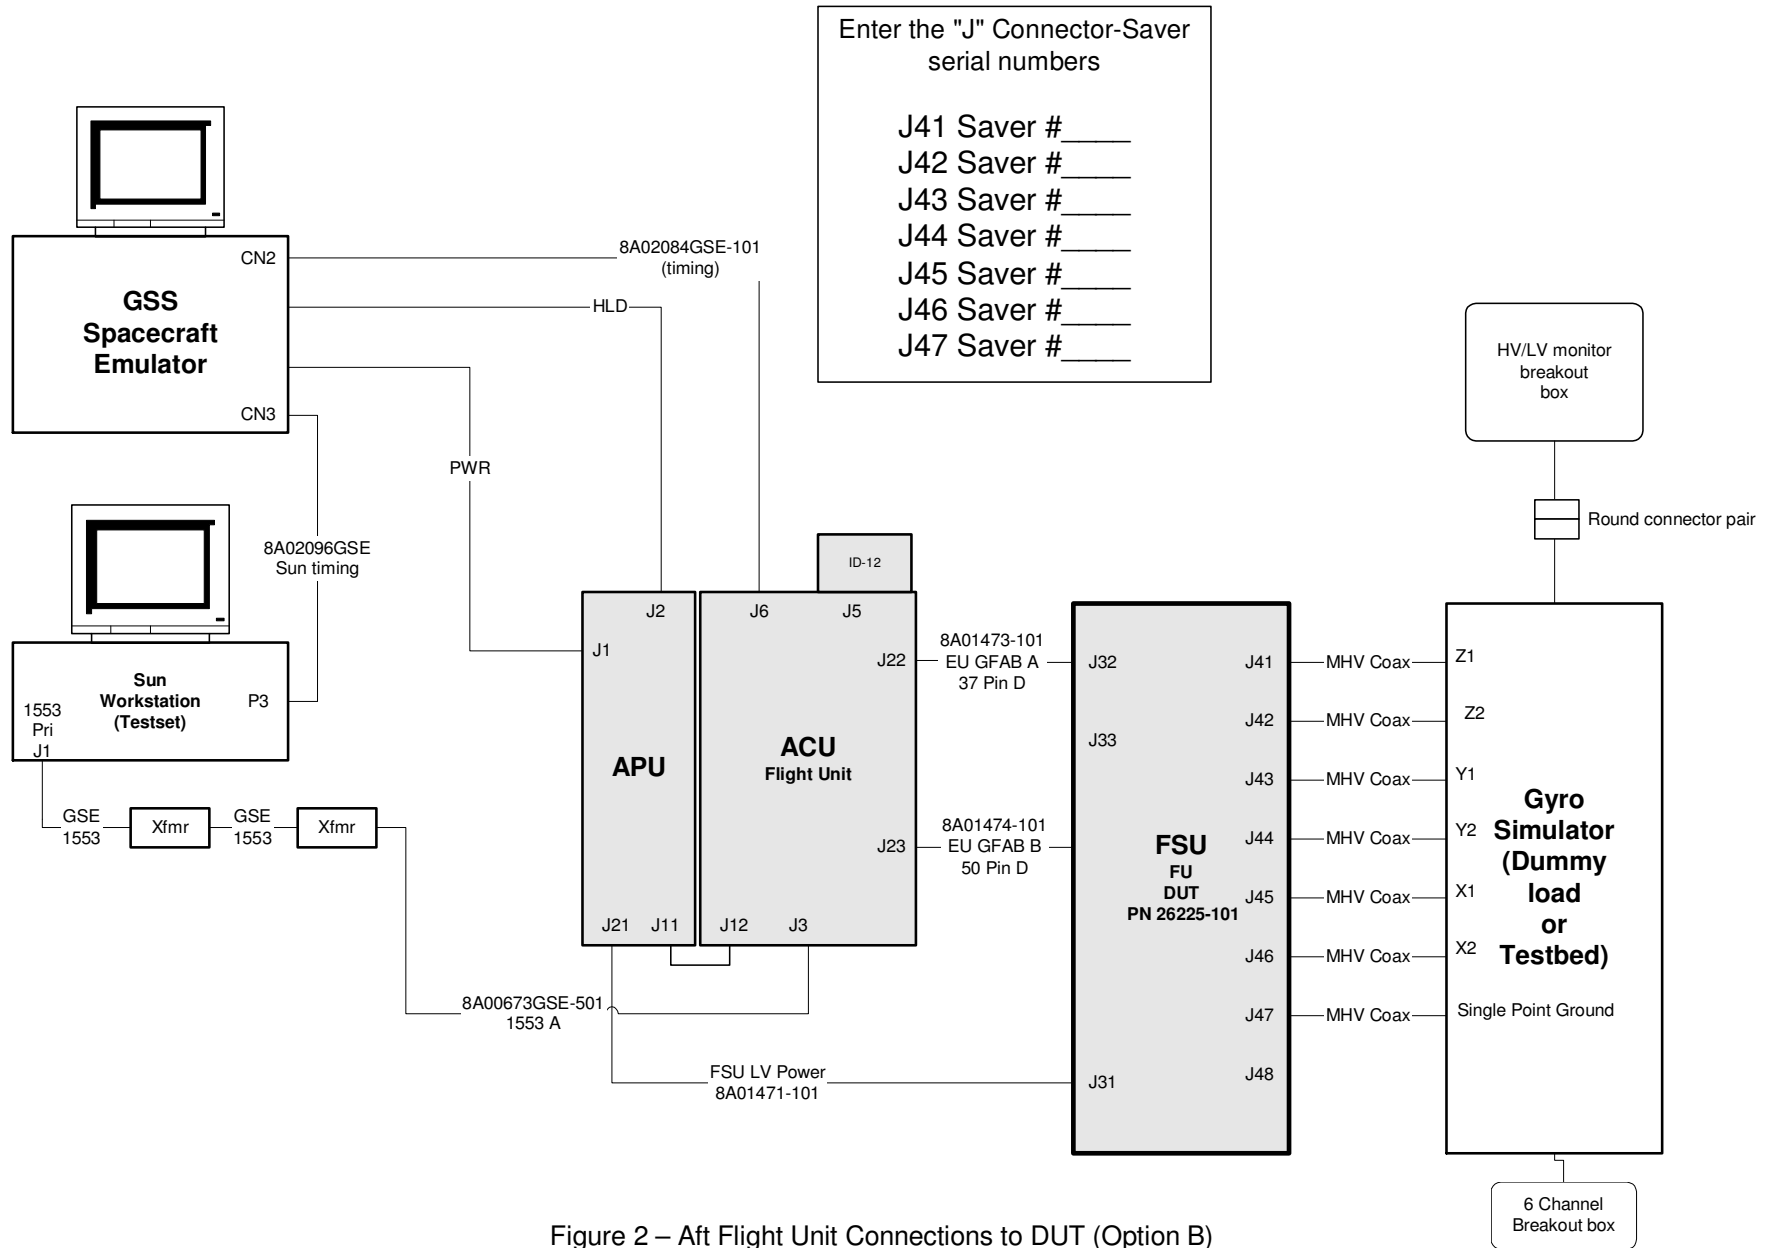 Enter the "J" Connector-Saver
serial numbers
J41 Saver #____
J42 Saver #____
J43 Saver #____
J44 Saver #____
J45 Saver #____
J46 Saver #____
J47 Saver #____
CN2
GSS
Spacecraft
Emulator
CN3
8A02084GSE-101
(timing)
HLD
PWR
8A02096GSE
Sun timing
HV/LV monitor
breakout
box
Round connector pair
Sun
Workstation
(Testset)
P3
1553
Pri
J1
GSE
1553
Xfmr
GSE
1553
Xfmr
ID-12
J2
J1
APU
J21
J11
J6
J5
J22
ACU
Flight Unit
J23
J12
J3
8A01473-101
EU GFAB A
37 Pin D
8A01474-101
EU GFAB B
50 Pin D
8A00673GSE-501
1553 A
FSU LV Power
8A01471-101
J32
J33
J31
FSU
FU
DUT
PN 26225-101
J41
J42
J43
J44
J45
J46
J47
J48
MHV Coax
MHV Coax
MHV Coax
MHV Coax
MHV Coax
MHV Coax
MHV Coax
Z1
Z2
Y1
Y2
X1
X2
Single Point Ground
Gyro
Simulator
(Dummy
load
or
Testbed)
6 Channel
Breakout box
Figure 2 – Aft Flight Unit Connections to DUT (Option B)